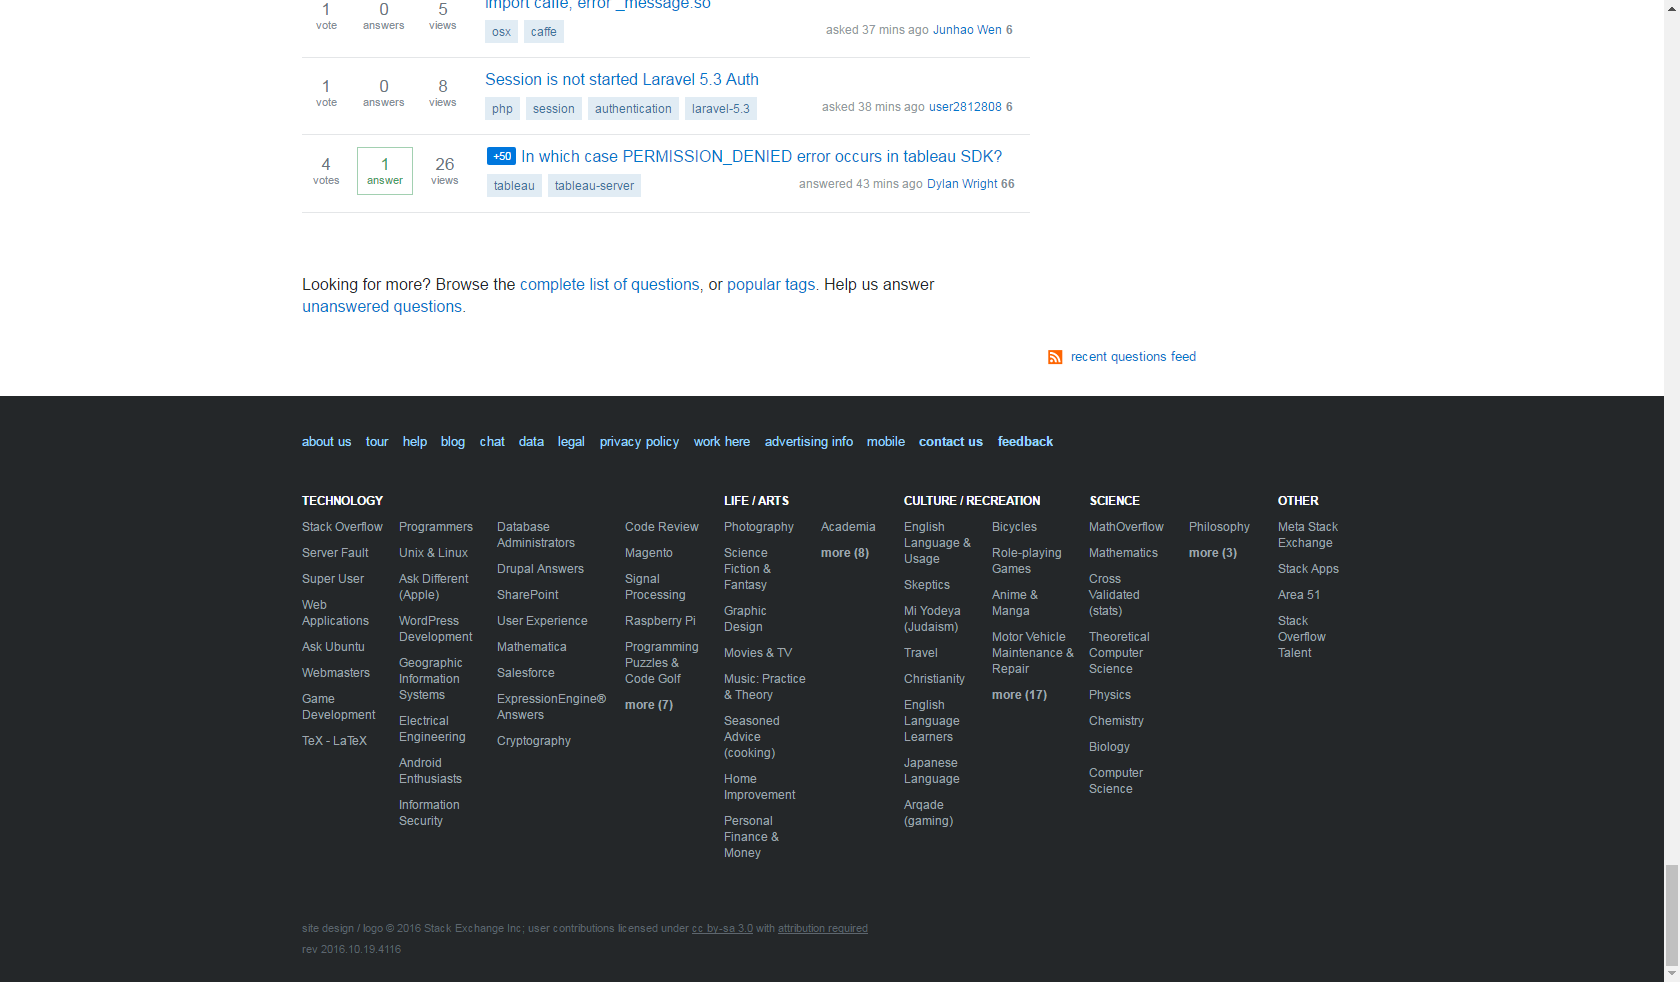 1 0 5 import caffe, error _message.so
vote answers views
osx caffe asked 37 mins ago Junhao Wen 6
1 0 8 Session is not started Laravel 5.3 Auth
vote answers views
php session authentication laravel-5.3 asked 38 mins ago user2812808 6
4 1 26 +50 In which case PERMISSION_DENIED error occurs in tableau SDK?
votes answer views
tableau tableau-server answered 43 mins ago Dylan Wright 66
Looking for more? Browse the complete list of questions, or popular tags. Help us answer
unanswered questions.
recent questions feed
about us tour help blog chat data legal privacy policy work here advertising info mobile contact us feedback
TECHNOLOGY
Stack Overflow
Server Fault
Super User
Web
Applications
Ask Ubuntu
Webmasters
Game
Development
TeX - LaTeX
Programmers
Unix & Linux
Ask Different
(Apple)
WordPress
Development
Geographic
Information
Systems
Electrical
Engineering
Android
Enthusiasts
Information
Security
Database
Administrators
Drupal Answers
SharePoint
User Experience
Mathematica
Salesforce
ExpressionEngine®
Answers
Cryptography
Code Review
Magento
Signal
Processing
Raspberry Pi
Programming
Puzzles &
Code Golf
more (7)
LIFE / ARTS
Photography
Science
Fiction &
Fantasy
Graphic
Design
Movies & TV
Music: Practice
& Theory
Seasoned
Advice
(cooking)
Home
Improvement
Personal
Finance &
Money
Academia
more (8)
CULTURE / RECREATION
English
Language &
Usage
Skeptics
Mi Yodeya
(Judaism)
Travel
Christianity
English
Language
Learners
Japanese
Language
Arqade
(gaming)
Bicycles
Role-playing
Games
Anime &
Manga
Motor Vehicle
Maintenance &
Repair
more (17)
SCIENCE
MathOverflow
Mathematics
Cross
Validated
(stats)
Theoretical
Computer
Science
Physics
Chemistry
Biology
Computer
Science
Philosophy
more (3)
OTHER
Meta Stack
Exchange
Stack Apps
Area 51
Stack
Overflow
Talent
site design / logo © 2016 Stack Exchange Inc; user contributions licensed under cc by-sa 3.0 with attribution required
rev 2016.10.19.4116